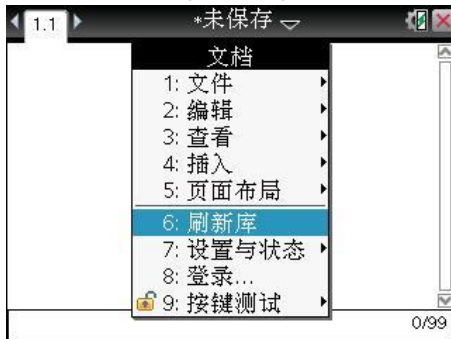 1.1 *未保存
文档
1: 文件
2: 编辑
3: 查看
4: 插入
5: 页面布局
6: 刷新库
7: 设置与状态
8: 登录...
9: 按键测试
0/99